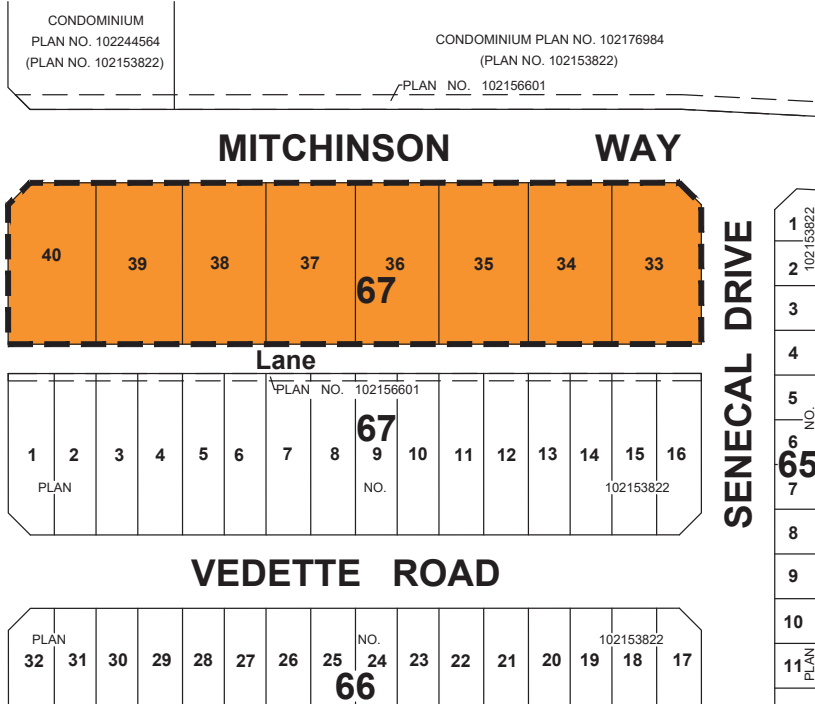 CONDOMINIUM
PLAN NO. 102244564
(PLAN NO. 102153822)
CONDOMINIUM PLAN NO. 102176984
(PLAN NO. 102153822)
PLAN NO. 102156601
MITCHINSON WAY
40 39 38 37 36 35 34 33
67
Lane
PLAN NO. 102156601
67
1 2 3 4 5 6 7 8 9 10 11 12 13 14 15 16
PLAN NO. 102153822
VEDETTE ROAD
PLAN NO. 102153822
32 31 30 29 28 27 26 25 24 23 22 21 20 19 18 17
66
SENECAL DRIVE
1
2
3
4
5
6
65
7
8
9
10
11
PLAN NO. 102153822